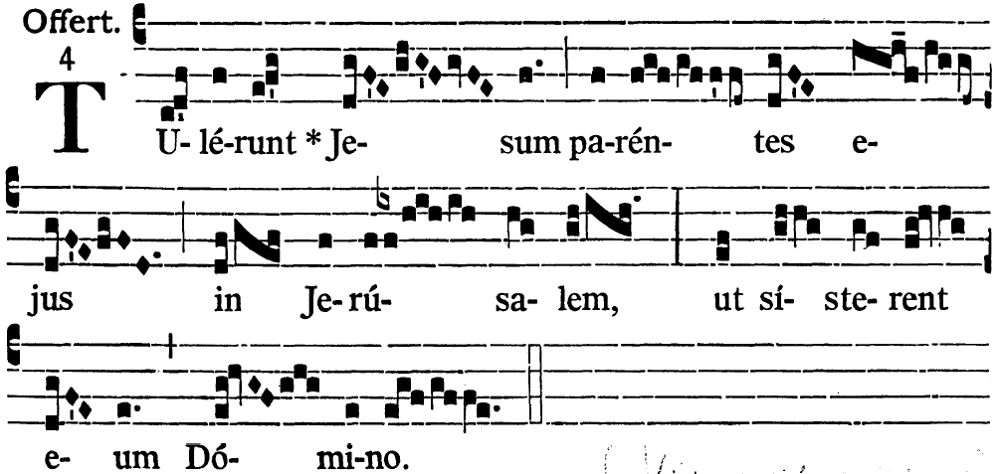 Offert.
4
TU- lé-runt * Je- sum pa-rén- tes e-
jus in Je- rú- sa- lem, ut sí- ste- rent
e- um Dó- mi-no.